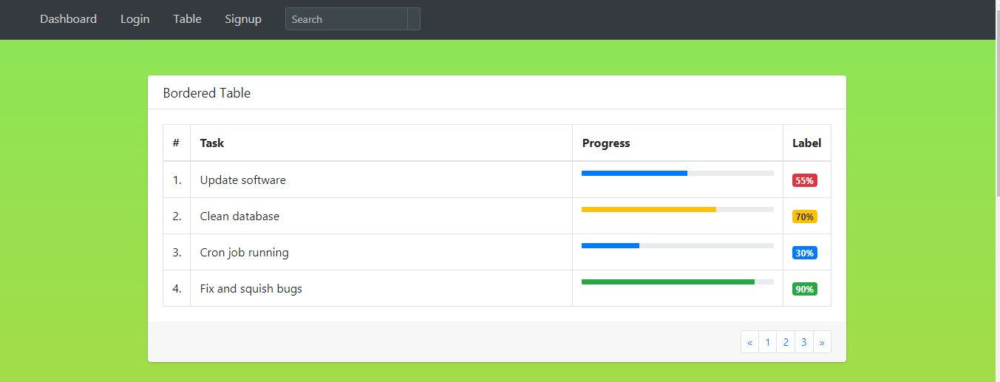 Dashboard Login Table Signup Search
Bordered Table
# Task Progress Label
1. Update software 55%
2. Clean database 70%
3. Cron job running 30%
4. Fix and squish bugs 90%
« 1 2 3 »